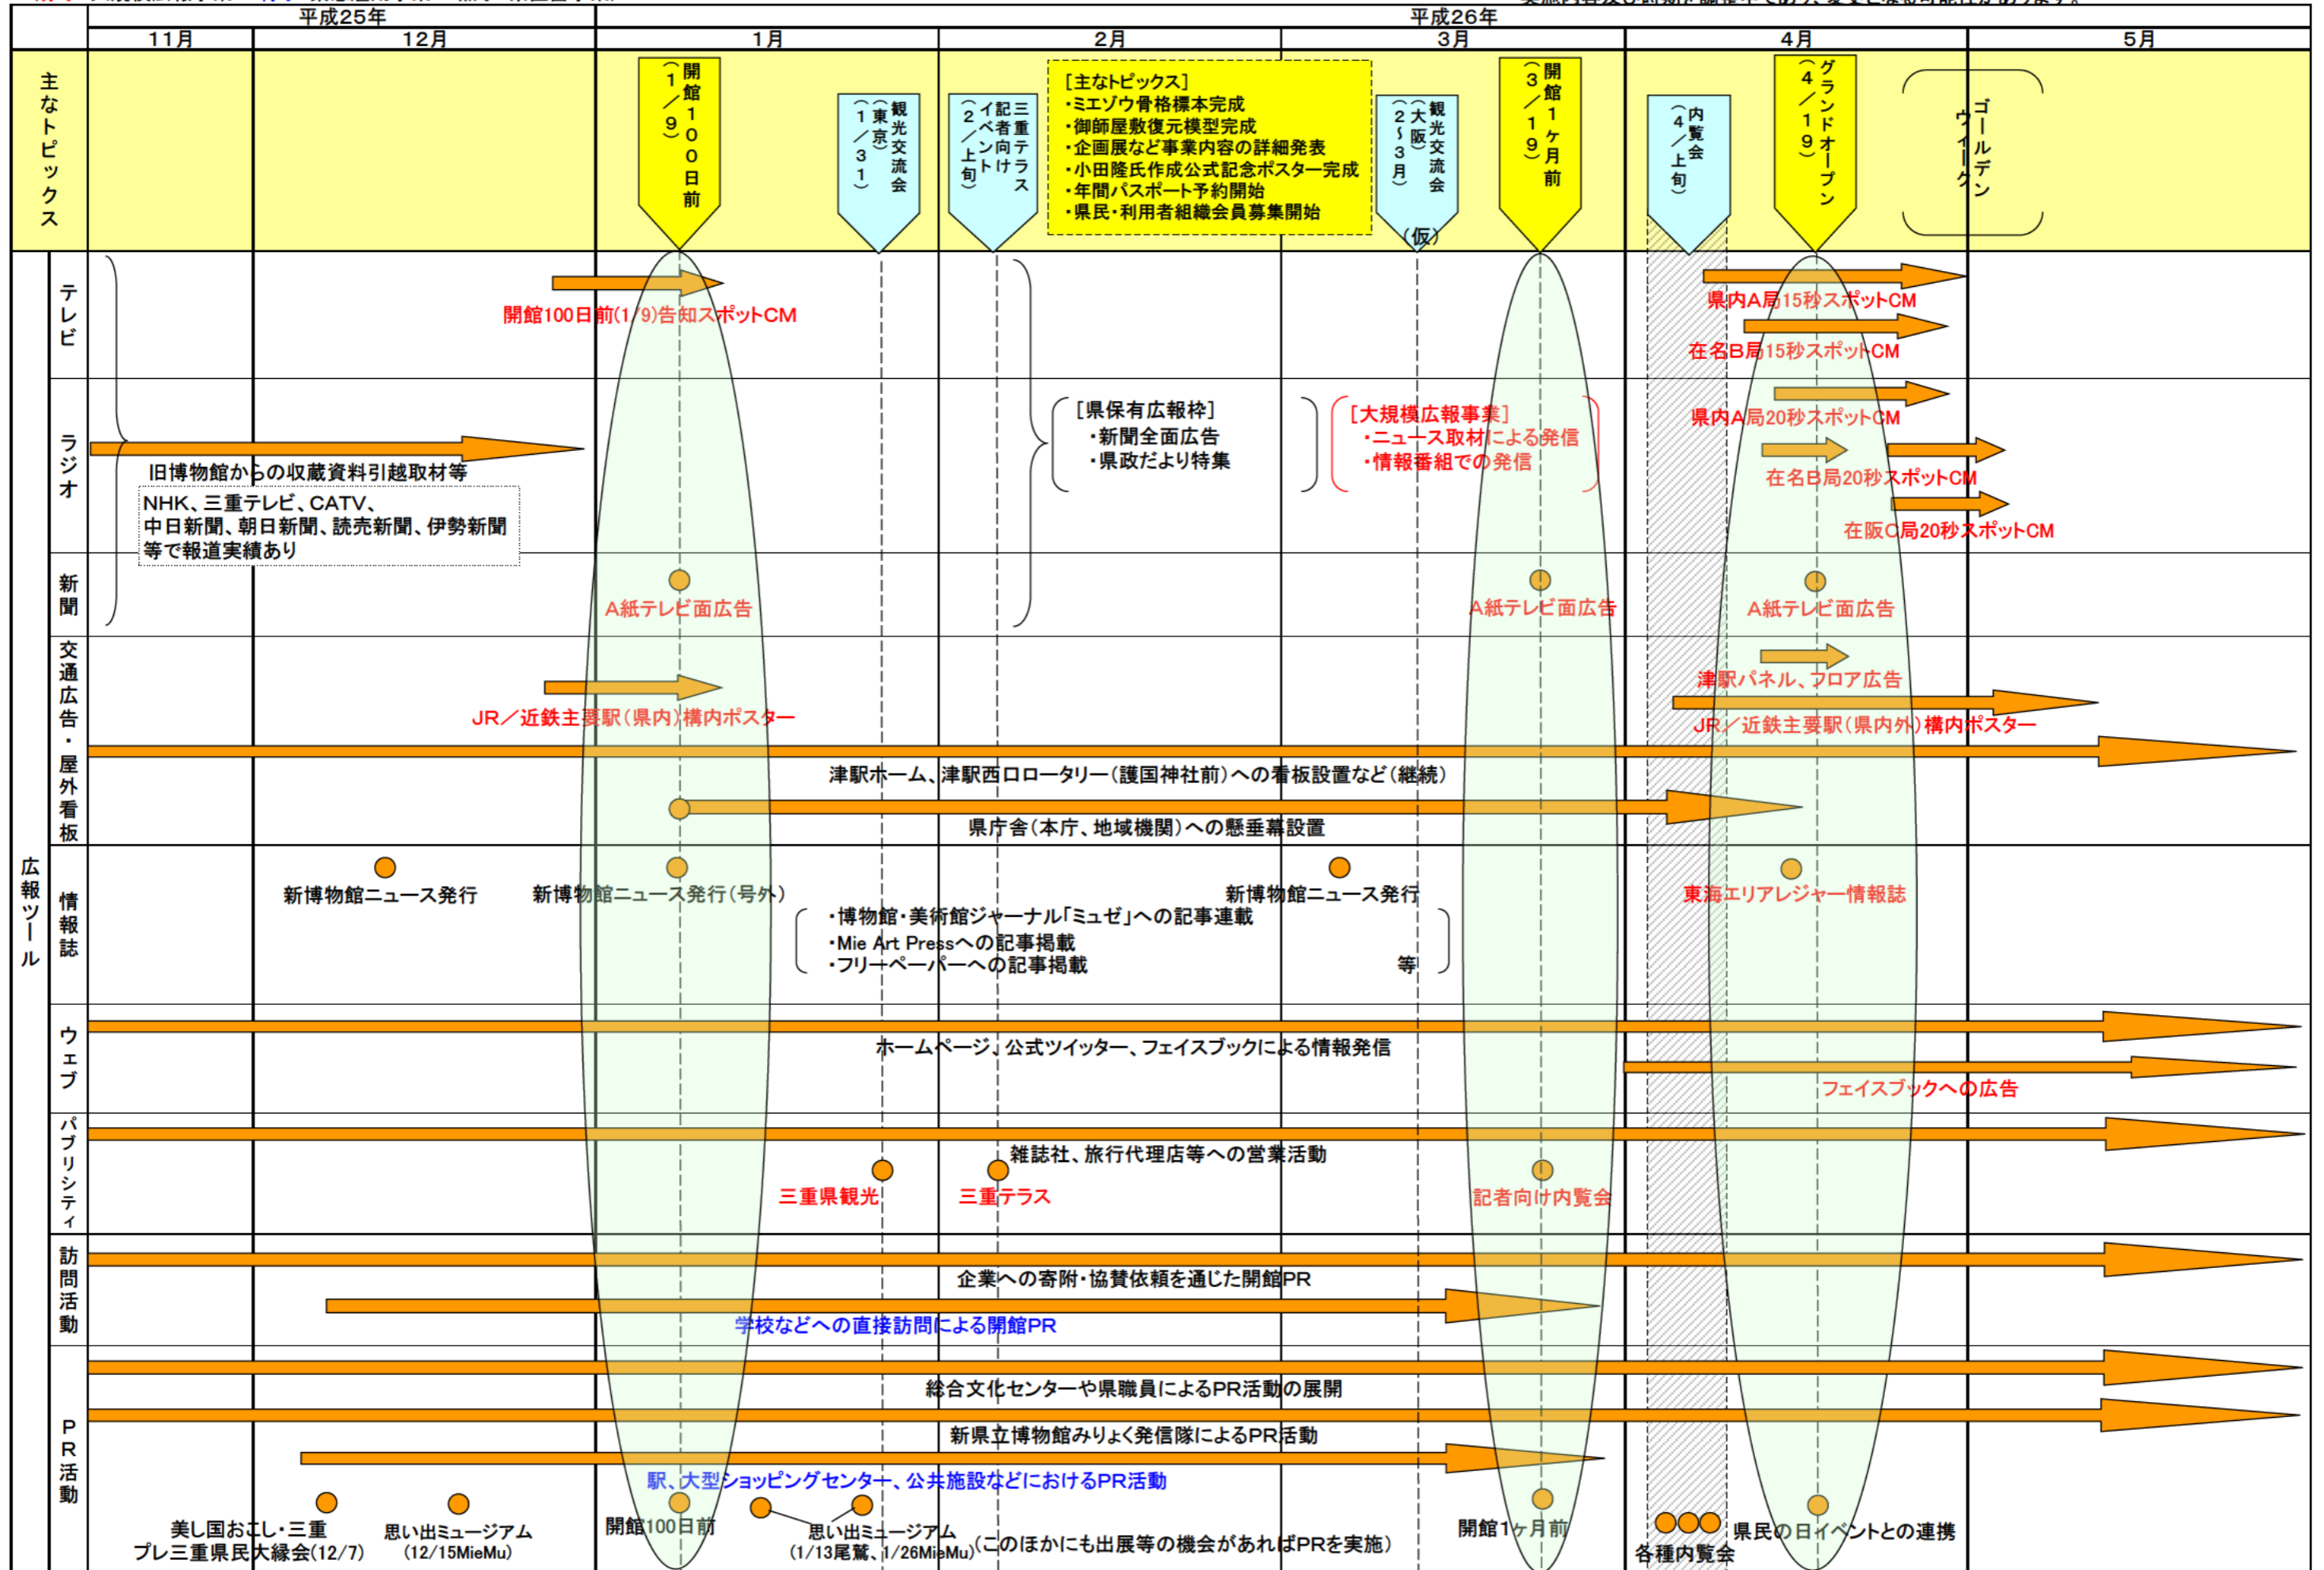 平成25年
平成26年
11月
12月
1月
2月
3月
4月
5月
主なトピックス
開館100日前
(1/9)
観光交流会
(東京)
(1/31)
三重テラス
記者向け
イベント
(2/上旬)
[主なトピックス]
・ミエゾウ骨格標本完成
・御師屋敷復元模型完成
・企画展など事業内容の詳細発表
・小田隆氏作成公式記念ポスター完成
・年間パスポート予約開始
・県民・利用者組織会員募集開始
観光交流会
(大阪)
(2~3月)
(仮)
開館1ヶ月前
(3/19)
内覧会
(4/上旬)
グランドオープン
(4/19)
ゴールデン
ウィーク
広報ツール
テレビ
開館100日前(1/9)告知スポットCM
県内A局15秒スポットCM
在名B局15秒スポットCM
ラジオ
旧博物館からの収蔵資料引越取材等
NHK、三重テレビ、CATV、
中日新聞、朝日新聞、読売新聞、伊勢新聞
等で報道実績あり
[県保有広報枠]
・新聞全面広告
・県政だより特集
[大規模広報事業]
・ニュース取材による発信
・情報番組での発信
県内A局20秒スポットCM
在名B局20秒スポットCM
在阪C局20秒スポットCM
新聞
A紙テレビ面広告
A紙テレビ面広告
A紙テレビ面広告
交通広告・屋外看板
JR/近鉄主要駅(県内)構内ポスター
津駅パネル、フロア広告
JR/近鉄主要駅(県内外)構内ポスター
津駅ホーム、津駅西口ロータリー(護国神社前)への看板設置など(継続)
県庁舎(本庁、地域機関)への懸垂幕設置
情報誌
新博物館ニュース発行
新博物館ニュース発行(号外)
新博物館ニュース発行
東海エリアレジャー情報誌
・博物館・美術館ジャーナル「ミュゼ」への記事連載
・Mie Art Pressへの記事掲載
・フリーペーパーへの記事掲載 等
ウェブ
ホームページ、公式ツイッター、フェイスブックによる情報発信
フェイスブックへの広告
パブリシティ
雑誌社、旅行代理店等への営業活動
三重県観光
三重テラス
記者向け内覧会
訪問活動
企業への寄附・協賛依頼を通じた開館PR
学校などへの直接訪問による開館PR
PR活動
総合文化センターや県職員によるPR活動の展開
新県立博物館みりょく発信隊によるPR活動
駅、大型ショッピングセンター、公共施設などにおけるPR活動
美し国おこし・三重
プレ三重県民大縁会(12/7)
思い出ミュージアム
(12/15MieMu)
開館100日前
思い出ミュージアム
(1/13尾鷲、1/26MieMu)
(このほかにも出展等の機会があればPRを実施)
開館1ヶ月前
各種内覧会
県民の日イベントとの連携